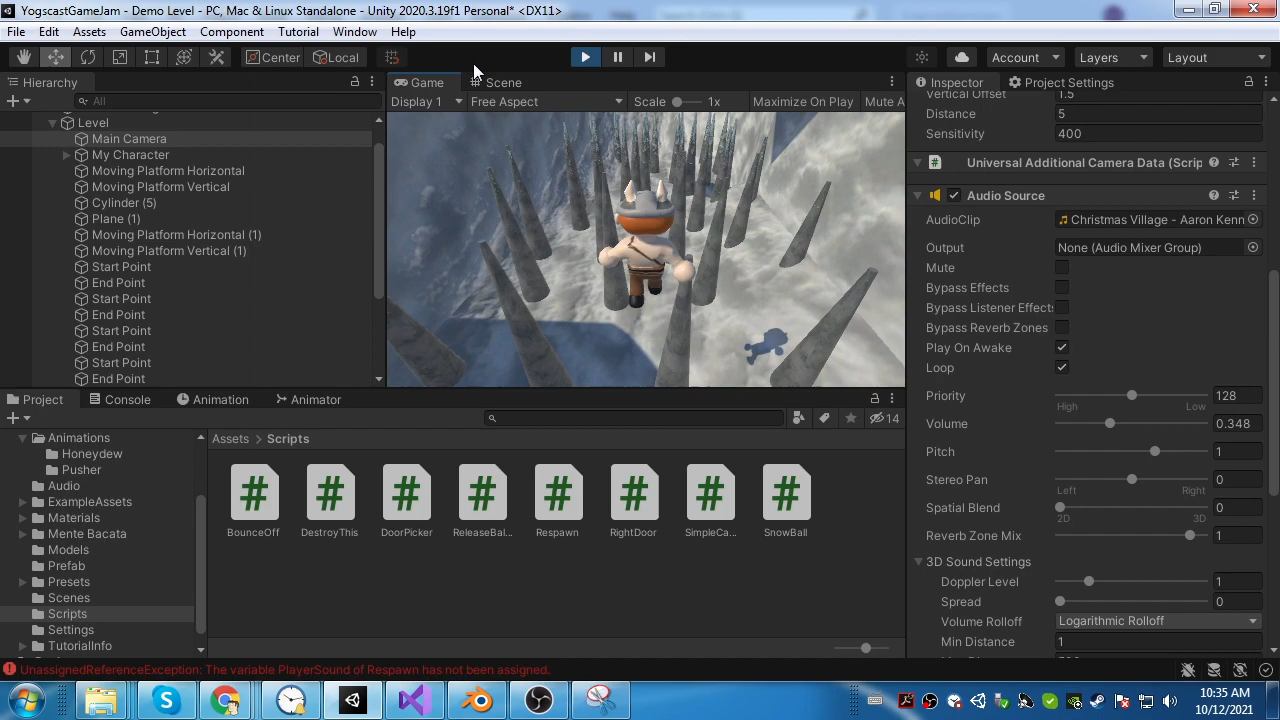 YogscastGameJam - Demo Level - PC, Mac & Linux Standalone - Unity 2020.3.19f1 Personal* <DX11>
File Edit Assets GameObject Component Tutorial Window Help
Center Local Account Layers Layout
Hierarchy
All
Level
Main Camera
My Character
Moving Platform Horizontal
Moving Platform Vertical
Cylinder (5)
Plane (1)
Moving Platform Horizontal (1)
Moving Platform Vertical (1)
Start Point
End Point
Start Point
End Point
Start Point
End Point
Start Point
End Point
Game Scene
Display 1 Free Aspect Scale 1x Maximize On Play Mute A
Inspector Project Settings
Vertical Offset 1.5
Distance 5
Sensitivity 400
# Universal Additional Camera Data (Scrip
Audio Source
AudioClip Christmas Village - Aaron Kenn
Output None (Audio Mixer Group)
Mute
Bypass Effects
Bypass Listener Effects
Bypass Reverb Zones
Play On Awake
Loop
Priority 128
High Low
Volume 0.348
Pitch 1
Stereo Pan 0
Left Right
Spatial Blend 0
2D 3D
Reverb Zone Mix 1
3D Sound Settings
Doppler Level 1
Spread 0
Volume Rolloff Logarithmic Rolloff
Min Distance 1
Project Console Animation Animator
14
Animations
Honeydew
Pusher
Audio
ExampleAssets
Materials
Mente Bacata
Models
Prefab
Presets
Scenes
Scripts
Settings
TutorialInfo
Assets > Scripts
# # # # # # # #
BounceOff DestroyThis DoorPicker ReleaseBal... Respawn RightDoor SimpleCa... SnowBall
UnassignedReferenceException: The variable PlayerSound of Respawn has not been assigned.
10:35 AM
10/12/2021